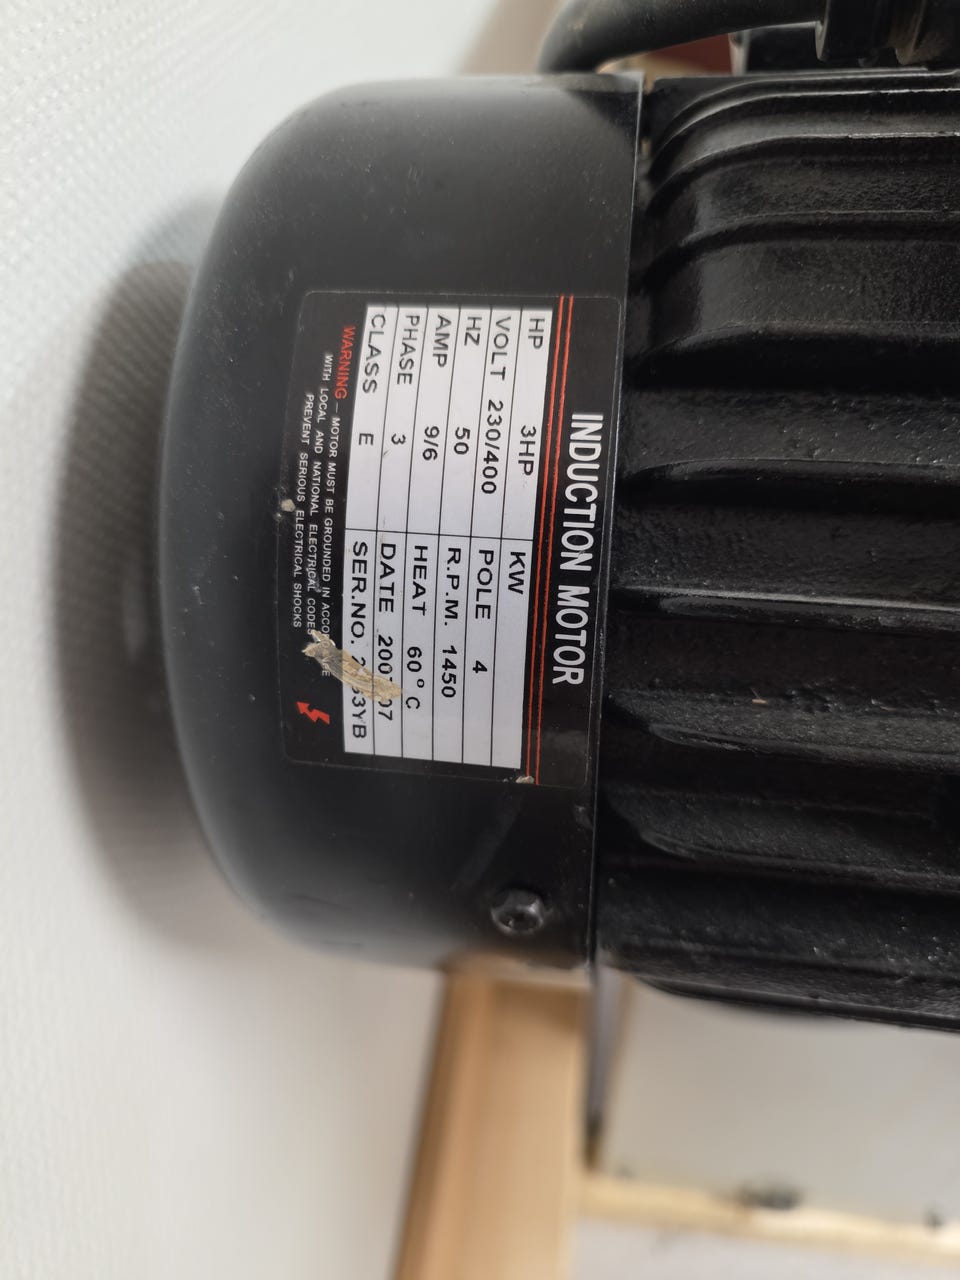 INDUCTION MOTOR
HP 3HP KW
VOLT 230/400 POLE 4
HZ 50 R.P.M. 1450
AMP 9/6 HEAT 60°C
PHASE 3 DATE
CLASS E SER.NO.
WARNING — MOTOR MUST BE GROUNDED IN
WITH LOCAL AND NATIONAL ELECTRICAL CODES
PREVENT SERIOUS ELECTRICAL SHOCKS